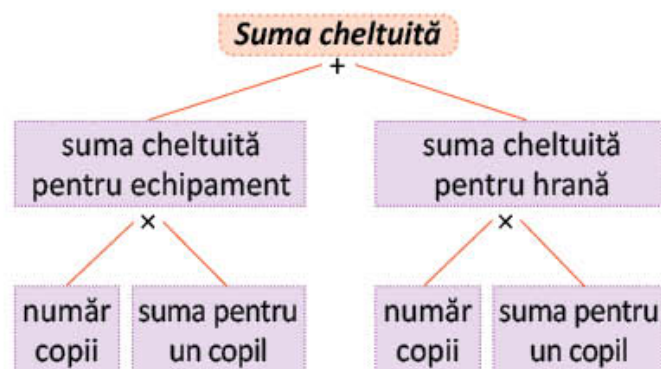 Suma cheltuită
+
suma cheltuită
pentru echipament
suma cheltuită
pentru hrană
×
×
număr
copii
suma pentru
un copil
număr
copii
suma pentru
un copil